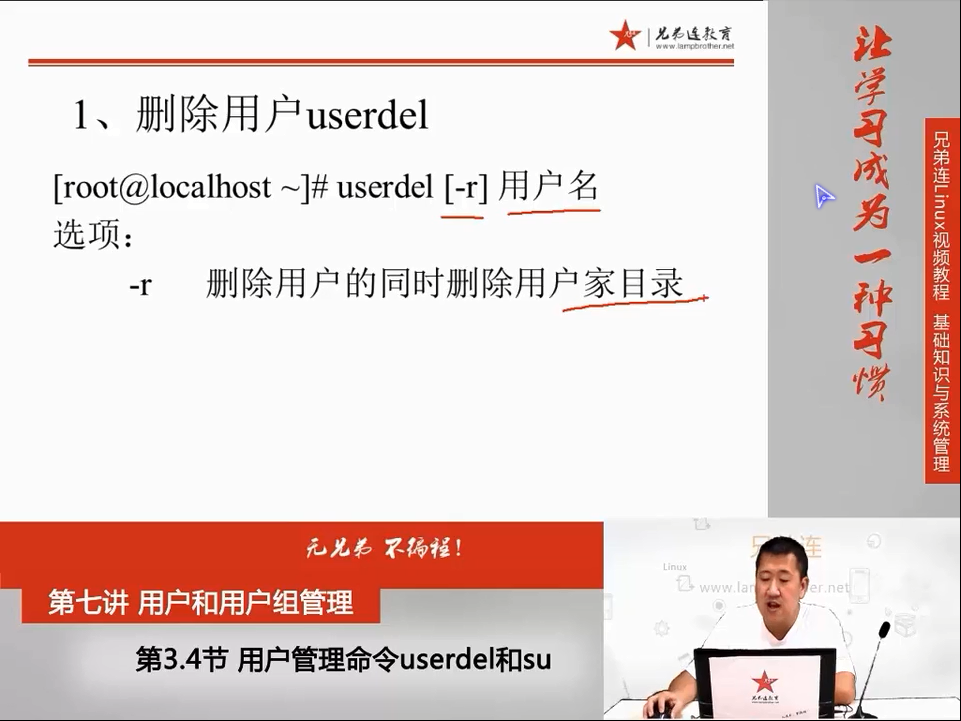 兄弟连教育
www.lampbrother.net
1、删除用户userdel
[root@localhost ~]# userdel [-r] 用户名
选项：
-r 删除用户的同时删除用户家目录
让学习成为一种习惯
兄弟连Linux视频教程 基础知识与系统管理
无兄弟 不编程！
第七讲 用户和用户组管理
第3.4节 用户管理命令userdel和su
Linux
兄弟连教育